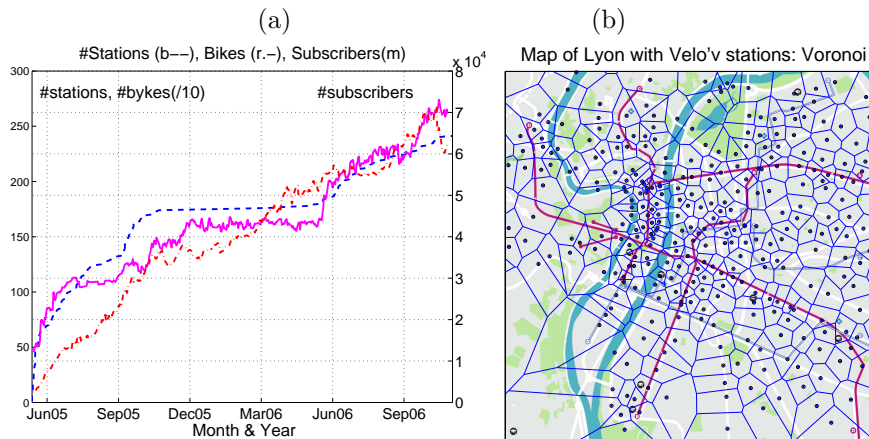 (a)
#Stations (b−−), Bikes (r.−), Subscribers(m)
x 10^4
#stations, #bykes(/10)
#subscribers
300
250
200
150
100
50
0
8
7
6
5
4
3
2
1
0
Jun05 Sep05 Dec05 Mar06 Jun06 Sep06
Month & Year
(b)
Map of Lyon with Velo'v stations: Voronoi